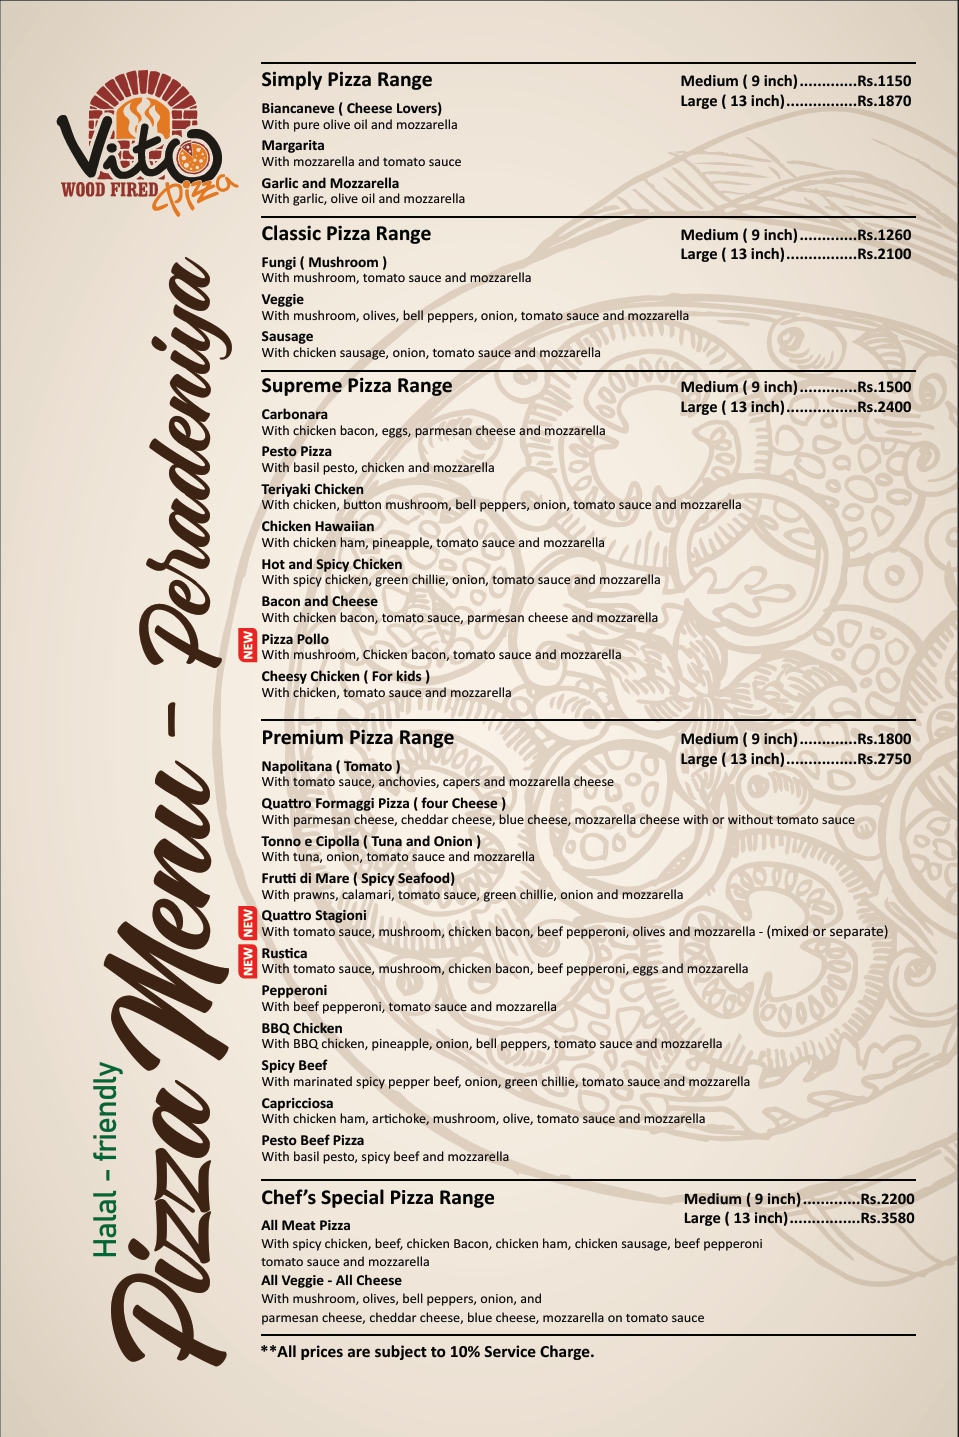 Vito
WOOD FIRED
pizza
Halal - friendly
Pizza Menu - Peradeniya
Simply Pizza Range
Medium ( 9 inch).............Rs.1150
Large ( 13 inch)................Rs.1870
Biancaneve ( Cheese Lovers)
With pure olive oil and mozzarella
Margarita
With mozzarella and tomato sauce
Garlic and Mozzarella
With garlic, olive oil and mozzarella
Classic Pizza Range
Medium ( 9 inch).............Rs.1260
Large ( 13 inch)................Rs.2100
Fungi ( Mushroom )
With mushroom, tomato sauce and mozzarella
Veggie
With mushroom, olives, bell peppers, onion, tomato sauce and mozzarella
Sausage
With chicken sausage, onion, tomato sauce and mozzarella
Supreme Pizza Range
Medium ( 9 inch).............Rs.1500
Large ( 13 inch)................Rs.2400
Carbonara
With chicken bacon, eggs, parmesan cheese and mozzarella
Pesto Pizza
With basil pesto, chicken and mozzarella
Teriyaki Chicken
With chicken, button mushroom, bell peppers, onion, tomato sauce and mozzarella
Chicken Hawaiian
With chicken ham, pineapple, tomato sauce and mozzarella
Hot and Spicy Chicken
With spicy chicken, green chillie, onion, tomato sauce and mozzarella
Bacon and Cheese
With chicken bacon, tomato sauce, parmesan cheese and mozzarella
NEW Pizza Pollo
With mushroom, Chicken bacon, tomato sauce and mozzarella
Cheesy Chicken ( For kids )
With chicken, tomato sauce and mozzarella
Premium Pizza Range
Medium ( 9 inch).............Rs.1800
Large ( 13 inch)................Rs.2750
Napolitana ( Tomato )
With tomato sauce, anchovies, capers and mozzarella cheese
Quattro Formaggi Pizza ( four Cheese )
With parmesan cheese, cheddar cheese, blue cheese, mozzarella cheese with or without tomato sauce
Tonno e Cipolla ( Tuna and Onion )
With tuna, onion, tomato sauce and mozzarella
Frutti di Mare ( Spicy Seafood)
With prawns, calamari, tomato sauce, green chillie, onion and mozzarella
NEW Quattro Stagioni
With tomato sauce, mushroom, chicken bacon, beef pepperoni, olives and mozzarella - (mixed or separate)
NEW Rustica
With tomato sauce, mushroom, chicken bacon, beef pepperoni, eggs and mozzarella
Pepperoni
With beef pepperoni, tomato sauce and mozzarella
BBQ Chicken
With BBQ chicken, pineapple, onion, bell peppers, tomato sauce and mozzarella
Spicy Beef
With marinated spicy pepper beef, onion, green chillie, tomato sauce and mozzarella
Capricciosa
With chicken ham, artichoke, mushroom, olive, tomato sauce and mozzarella
Pesto Beef Pizza
With basil pesto, spicy beef and mozzarella
Chef's Special Pizza Range
Medium ( 9 inch).............Rs.2200
Large ( 13 inch)................Rs.3580
All Meat Pizza
With spicy chicken, beef, chicken Bacon, chicken ham, chicken sausage, beef pepperoni
tomato sauce and mozzarella
All Veggie - All Cheese
With mushroom, olives, bell peppers, onion, and
parmesan cheese, cheddar cheese, blue cheese, mozzarella on tomato sauce
**All prices are subject to 10% Service Charge.